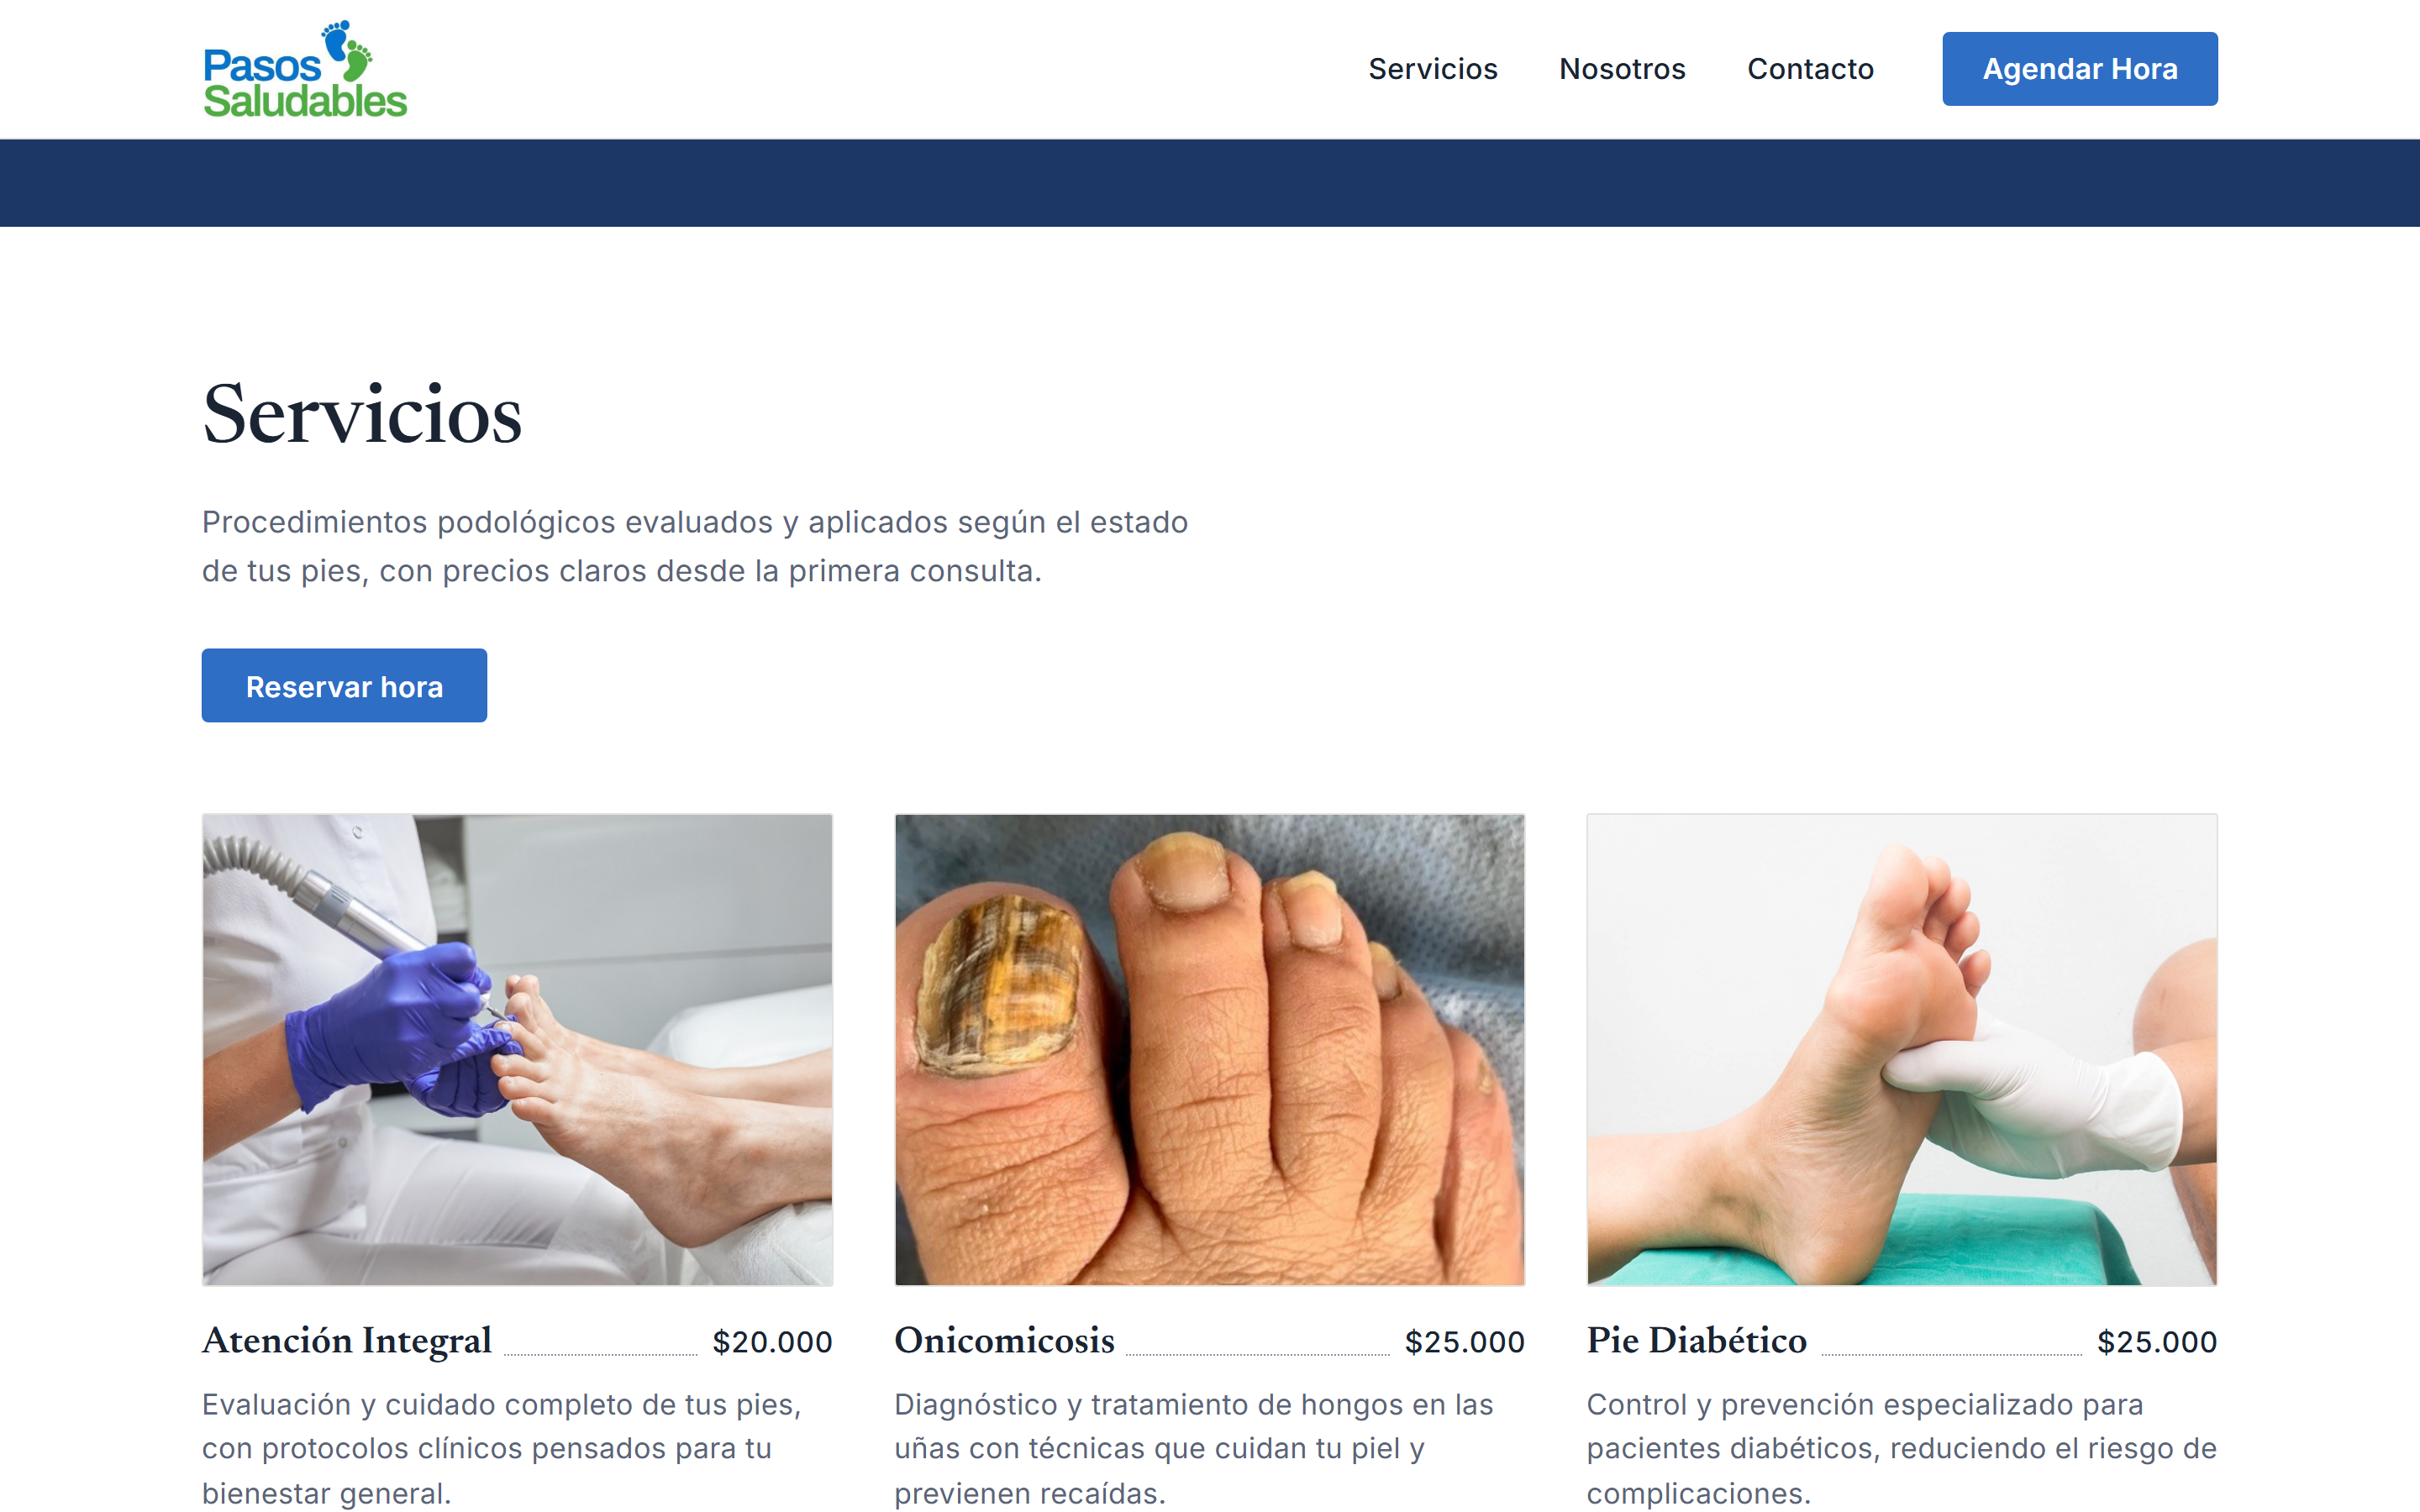 Pasos
Saludables
Servicios
Nosotros
Contacto
Agendar Hora
Servicios
Procedimientos podológicos evaluados y aplicados según el estado
de tus pies, con precios claros desde la primera consulta.
Reservar hora
Atención Integral $20.000
Evaluación y cuidado completo de tus pies,
con protocolos clínicos pensados para tu
bienestar general.
Onicomicosis $25.000
Diagnóstico y tratamiento de hongos en las
uñas con técnicas que cuidan tu piel y
previenen recaídas.
Pie Diabético $25.000
Control y prevención especializado para
pacientes diabéticos, reduciendo el riesgo de
complicaciones.